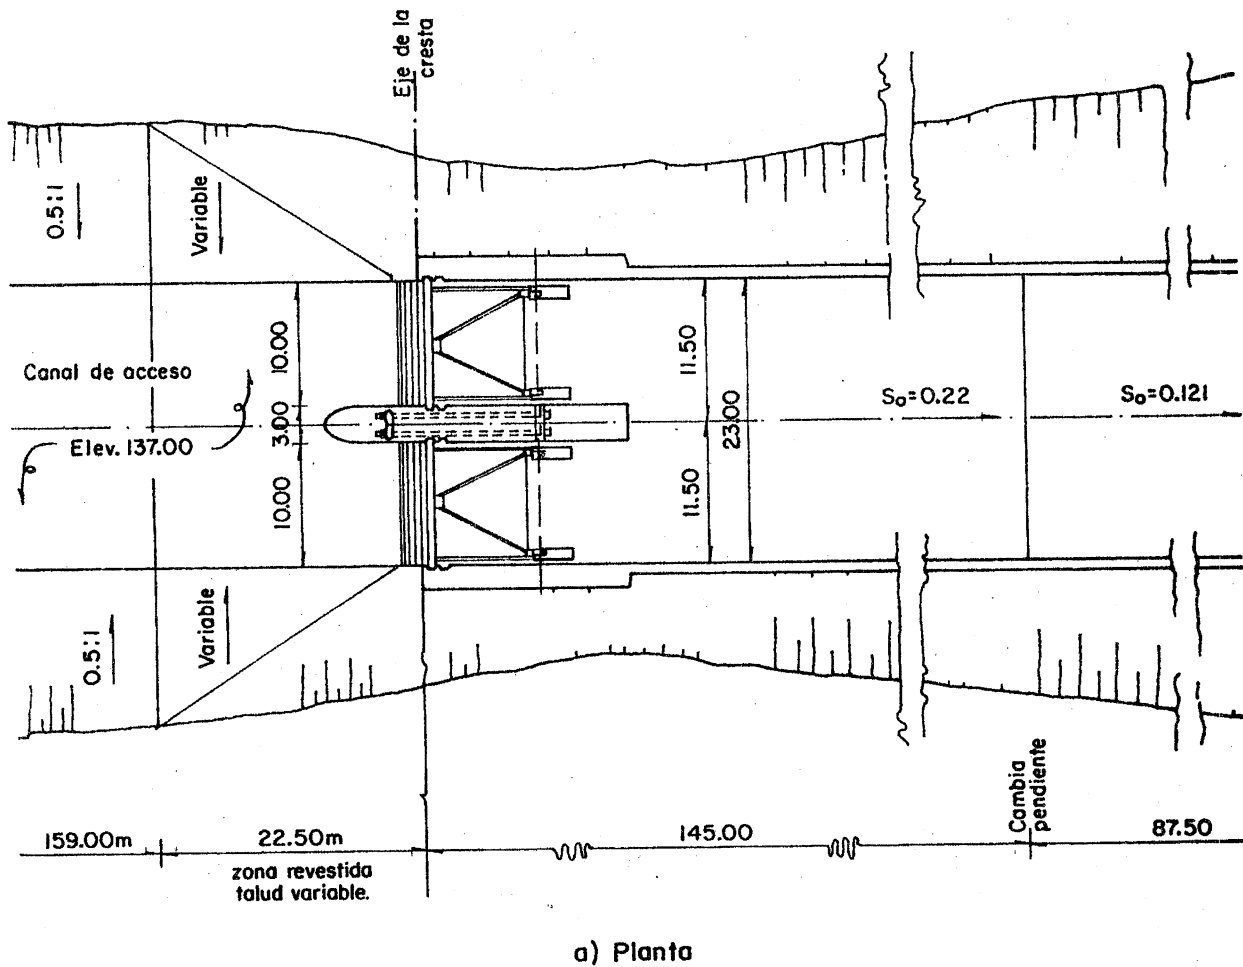 Eje de la
cresta
0.5:1
Variable
10.00
Canal de acceso
11.50
3.00
23.00
So=0.22
So=0.121
Elev. 137.00
10.00
11.50
0.5:1
Variable
Cambia
pendiente
159.00m
22.50m
145.00
87.50
zona revestida
talud variable.
a) Planta